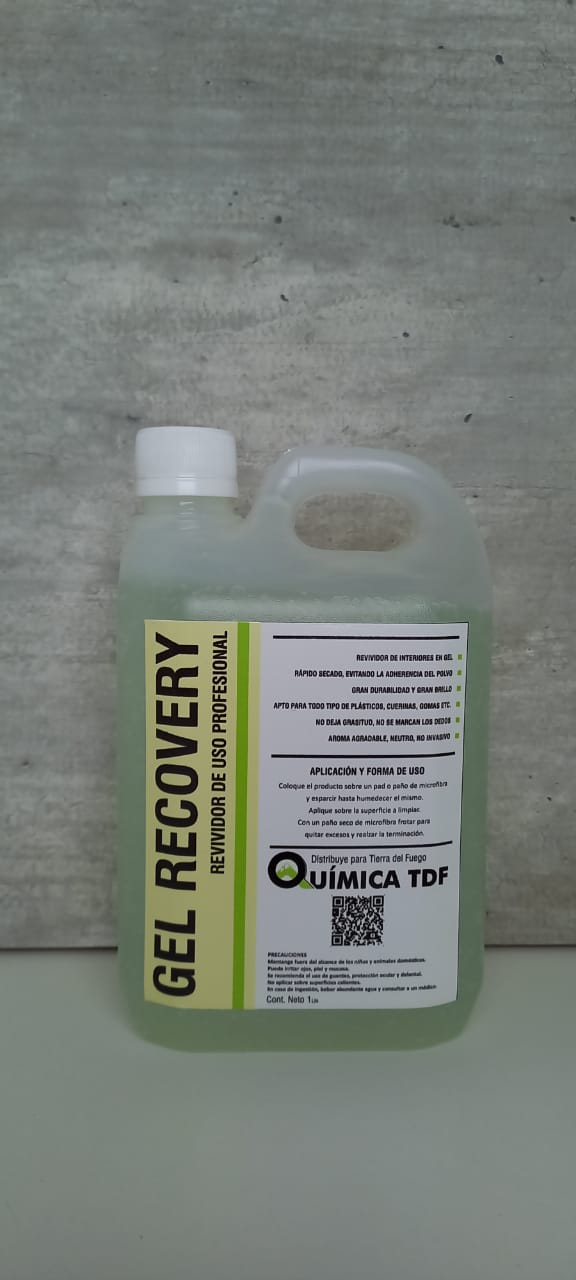 GEL RECOVERY
REVIVIDOR DE USO PROFESIONAL
REVIVIDOR DE INTERIORES EN GEL
RÁPIDO SECADO, EVITANDO LA ADHERENCIA DEL POLVO
GRAN DURABILIDAD Y GRAN BRILLO
APTO PARA TODO TIPO DE PLÁSTICOS, CUERINAS, GOMAS ETC.
NO DEJA GRASITUD, NO SE MARCAN LOS DEDOS
AROMA AGRADABLE, NEUTRO, NO INVASIVO
APLICACIÓN Y FORMA DE USO
Coloque el producto sobre un pad o paño de microfibra
y esparcir hasta humedecer el mismo.
Aplique sobre la superficie a limpiar.
Con un paño seco de microfibra frotar para
quitar excesos y realzar la terminación.
Distribuye para Tierra del Fuego
QUÍMICA TDF
PRECAUCIONES
Mantenga fuera del alcance de los niños y animales domésticos.
Puede irritar ojos, piel y mucosa.
Se recomienda el uso de guantes, protección ocular y delantal.
No aplicar sobre superficies calientes.
En caso de ingestión, beber abundante agua y consultar a un médico
Cont. Neto 1 Lts